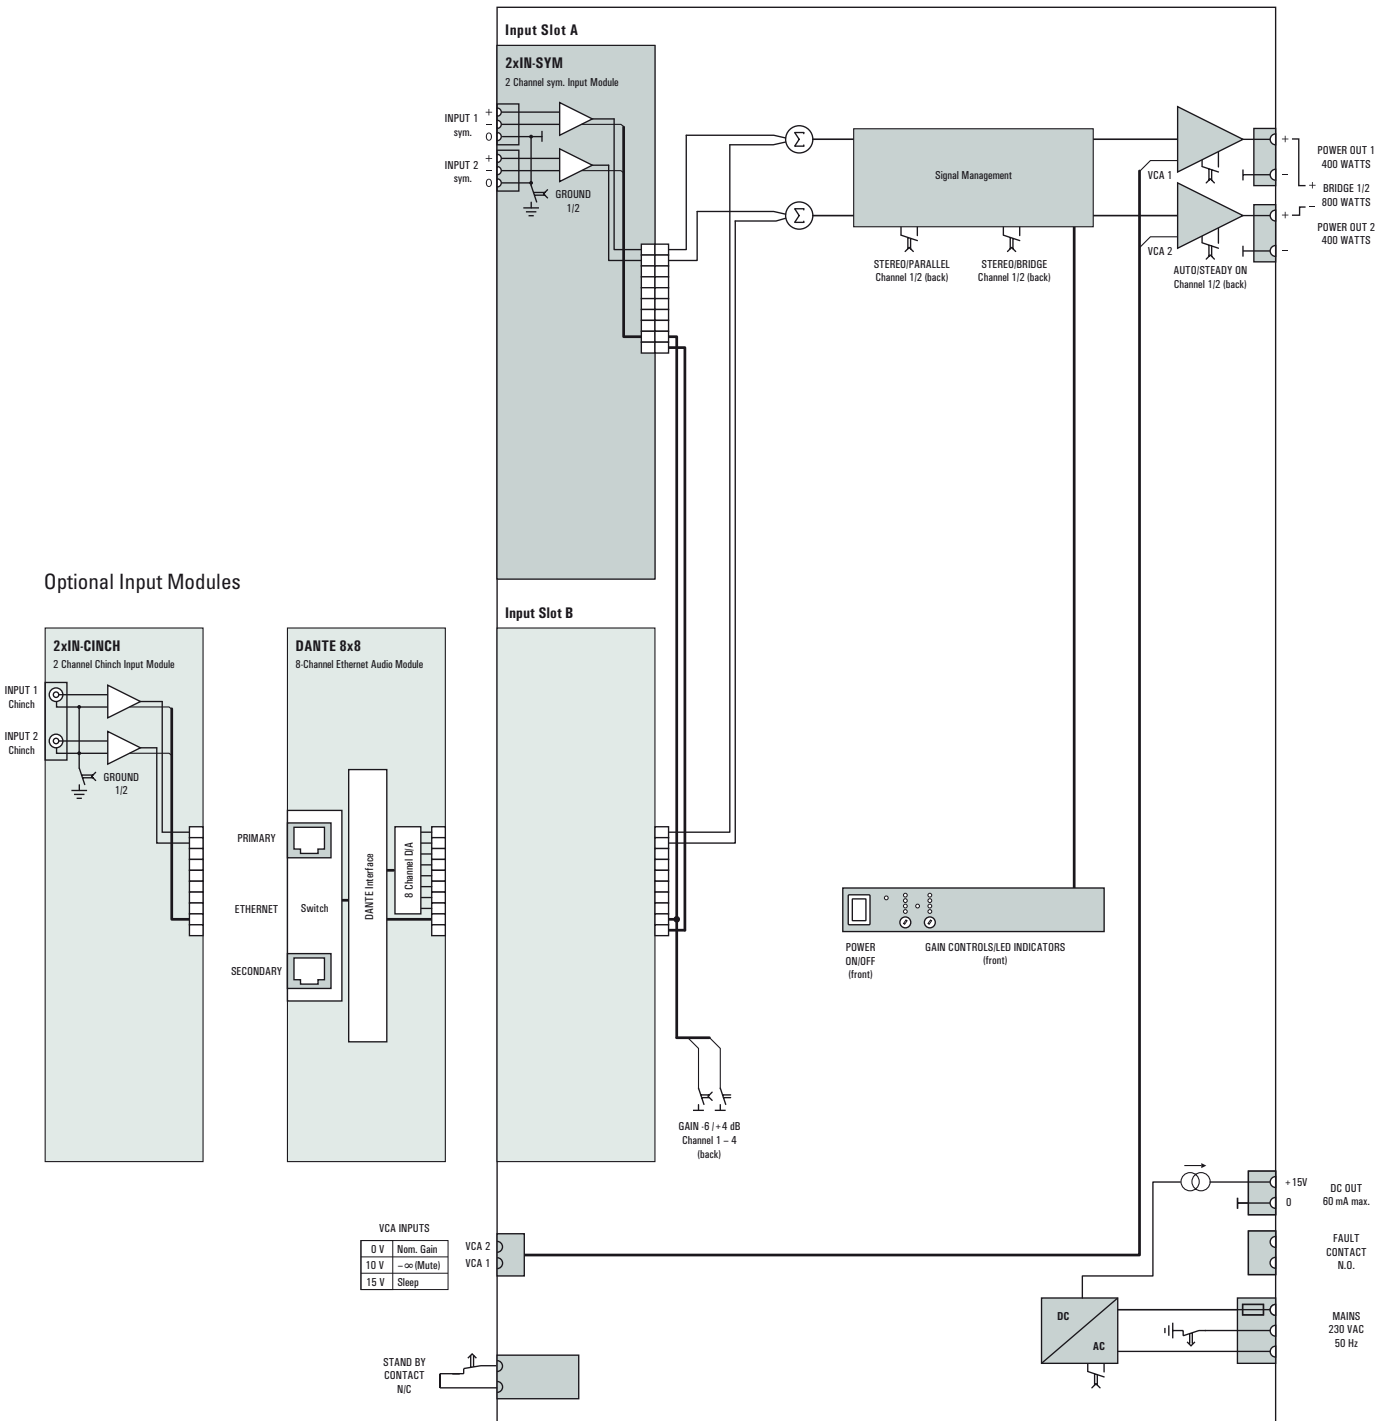 Input Slot A
2xIN-SYM
2 Channel sym. Input Module
INPUT 1
sym.
+
−
0
INPUT 2
sym.
+
−
0
GROUND
1/2
Σ
Σ
Signal Management
STEREO/PARALLEL
Channel 1/2 (back)
STEREO/BRIDGE
Channel 1/2 (back)
VCA 1
VCA 2
AUTO/STEADY ON
Channel 1/2 (back)
+
−
POWER OUT 1
400 WATTS
+ BRIDGE 1/2
− 800 WATTS
+
−
POWER OUT 2
400 WATTS
Optional Input Modules
2xIN-CINCH
2 Channel Chinch Input Module
INPUT 1
Chinch
INPUT 2
Chinch
GROUND
1/2
DANTE 8x8
8-Channel Ethernet Audio Module
PRIMARY
ETHERNET
SECONDARY
Switch
DANTE Interface
8 Channel D/A
Input Slot B
POWER
ON/OFF
(front)
GAIN CONTROLS/LED INDICATORS
(front)
GAIN -6 / +4 dB
Channel 1 – 4
(back)
VCA INPUTS
0 V Nom. Gain
10 V – ∞ (Mute)
15 V Sleep
VCA 2
VCA 1
STAND BY
CONTACT
N/C
+ 15V
0
DC OUT
60 mA max.
FAULT
CONTACT
N.O.
DC
AC
MAINS
230 VAC
50 Hz